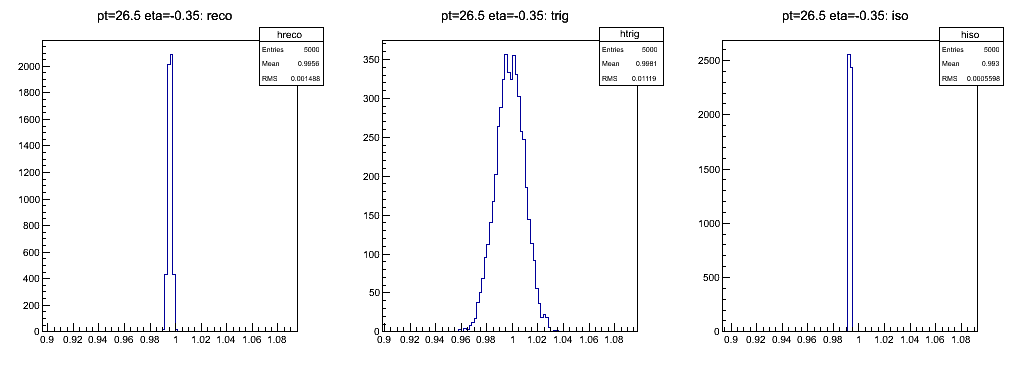 pt=26.5 eta=-0.35: reco
hreco
Entries 5000
Mean 0.9956
RMS 0.001488
2000
1800
1600
1400
1200
1000
800
600
400
200
0
0.9 0.92 0.94 0.96 0.98 1 1.02 1.04 1.06 1.08
pt=26.5 eta=-0.35: trig
htrig
Entries 5000
Mean 0.9981
RMS 0.01119
350
300
250
200
150
100
50
0
0.9 0.92 0.94 0.96 0.98 1 1.02 1.04 1.06 1.08
pt=26.5 eta=-0.35: iso
hiso
Entries 5000
Mean 0.993
RMS 0.0005598
2500
2000
1500
1000
500
0
0.9 0.92 0.94 0.96 0.98 1 1.02 1.04 1.06 1.08